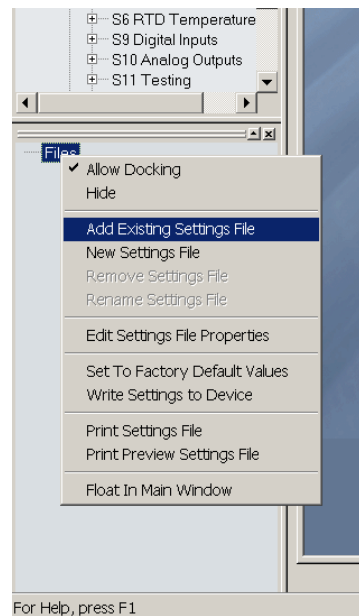 S6 RTD Temperature
S9 Digital Inputs
S10 Analog Outputs
S11 Testing
Files
Allow Docking
Hide
Add Existing Settings File
New Settings File
Remove Settings File
Rename Settings File
Edit Settings File Properties
Set To Factory Default Values
Write Settings to Device
Print Settings File
Print Preview Settings File
Float In Main Window
For Help, press F1